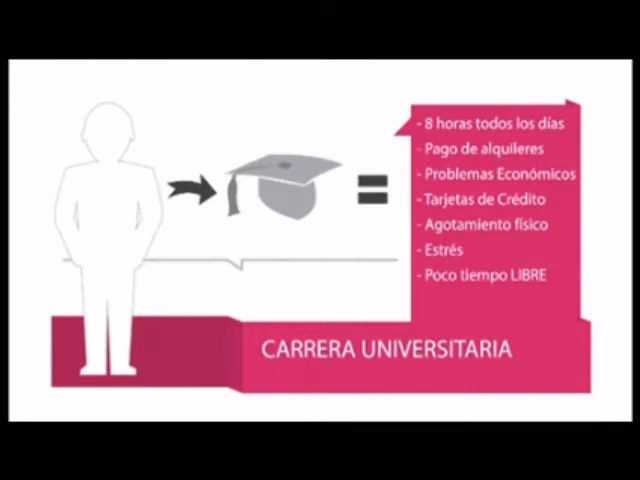 - 8 horas todos los días
- Pago de alquileres
- Problemas Económicos
- Tarjetas de Crédito
- Agotamiento físico
- Estrés
- Poco tiempo LIBRE
CARRERA UNIVERSITARIA